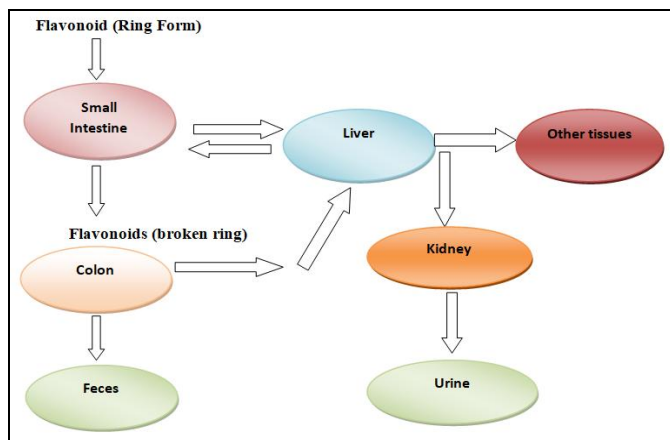 Flavonoid (Ring Form)
Small
Intestine
Liver
Other tissues
Flavonoids (broken ring)
Colon
Kidney
Feces
Urine